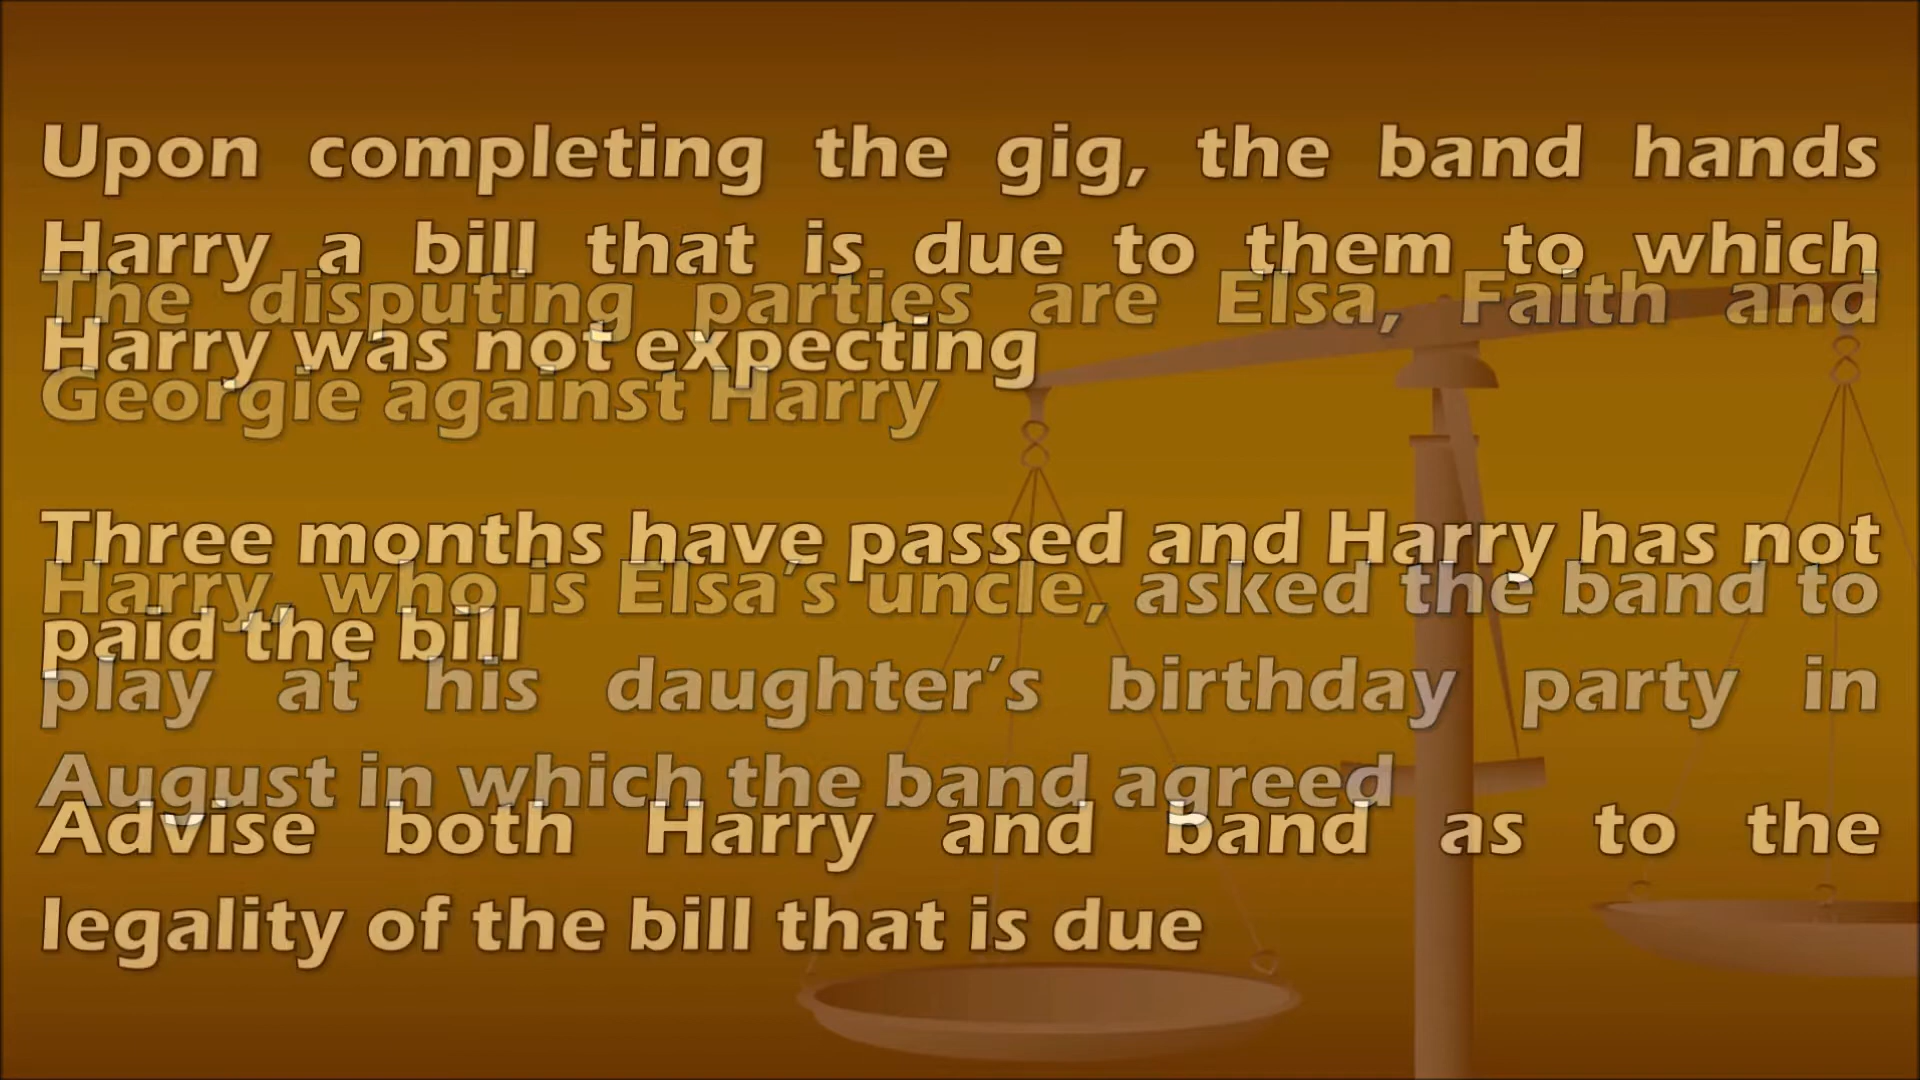 Upon completing the gig, the band hands
Harry a bill that is due to them to which
Harry was not expecting
Three months have passed and Harry has not
paid the bill
Advise both Harry and band as to the
legality of the bill that is due
The disputing parties are Elsa, Faith and
Georgie against Harry
Harry, who is Elsa’s uncle, asked the band to
play at his daughter’s birthday party in
August in which the band agreed